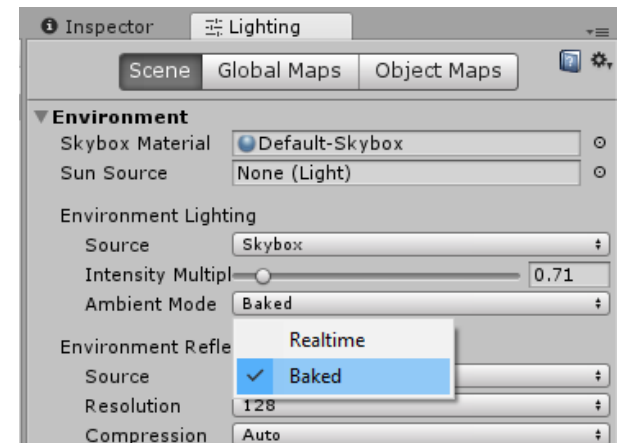 Inspector Lighting
Scene Global Maps Object Maps
Environment
Skybox Material Default-Skybox
Sun Source None (Light)
Environment Lighting
Source Skybox
Intensity Multipl 0.71
Ambient Mode Baked
Realtime
Environment Refle
Baked
Source
Resolution 128
Compression Auto